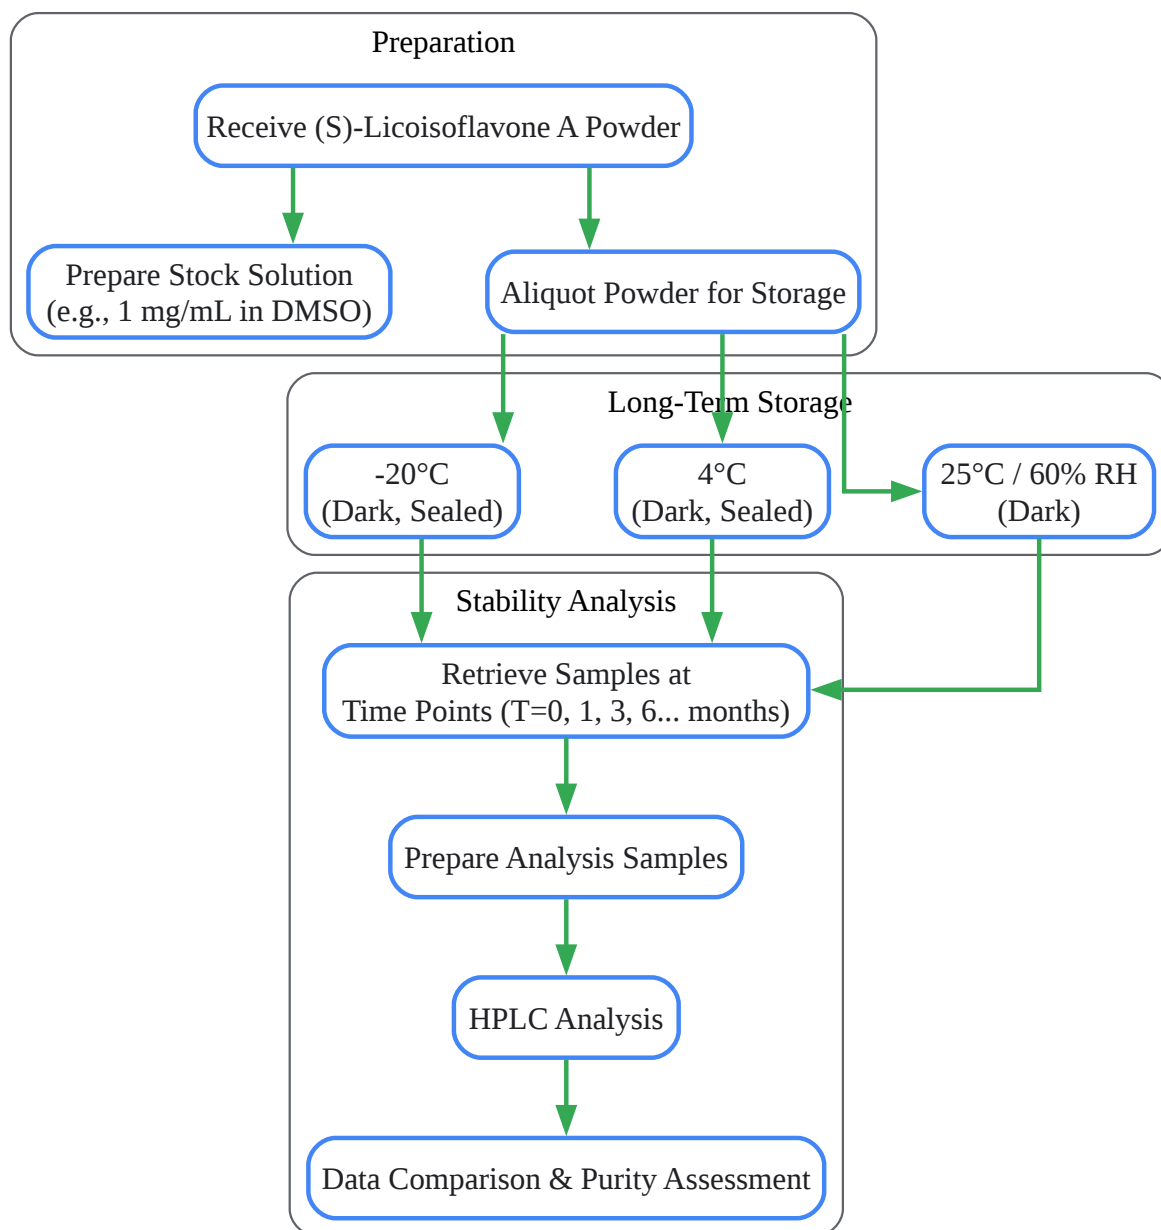 Preparation
Receive (S)-Licoisoflavone A Powder
Prepare Stock Solution
(e.g., 1 mg/mL in DMSO)
Aliquot Powder for Storage
Long-Term Storage
-20°C
(Dark, Sealed)
4°C
(Dark, Sealed)
25°C / 60% RH
(Dark)
Stability Analysis
Retrieve Samples at
Time Points (T=0, 1, 3, 6... months)
Prepare Analysis Samples
HPLC Analysis
Data Comparison & Purity Assessment